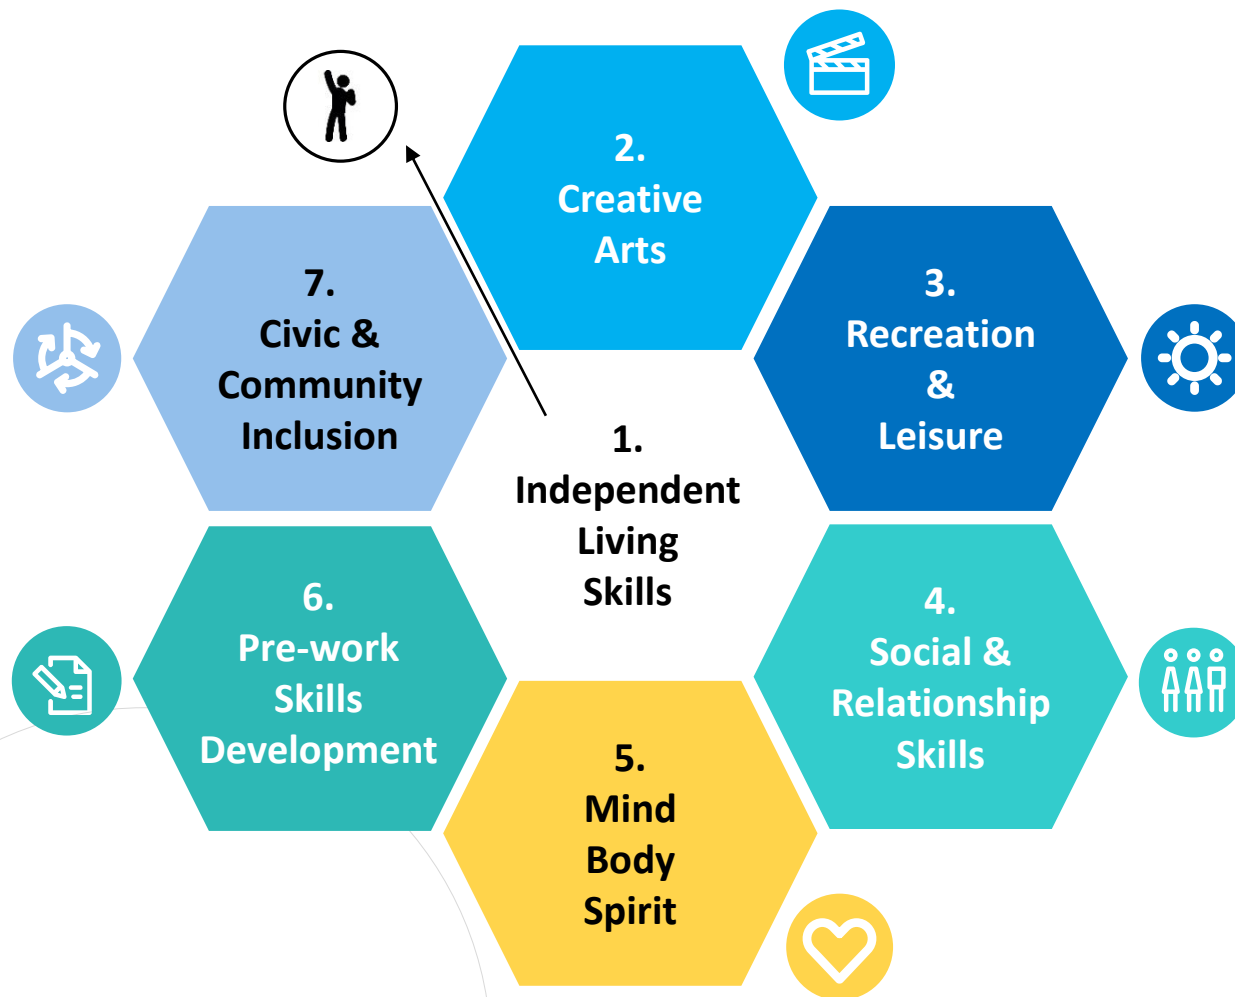 1.
Independent
Living
Skills
2.
Creative
Arts
3.
Recreation
&
Leisure
4.
Social &
Relationship
Skills
5.
Mind
Body
Spirit
6.
Pre-work
Skills
Development
7.
Civic &
Community
Inclusion